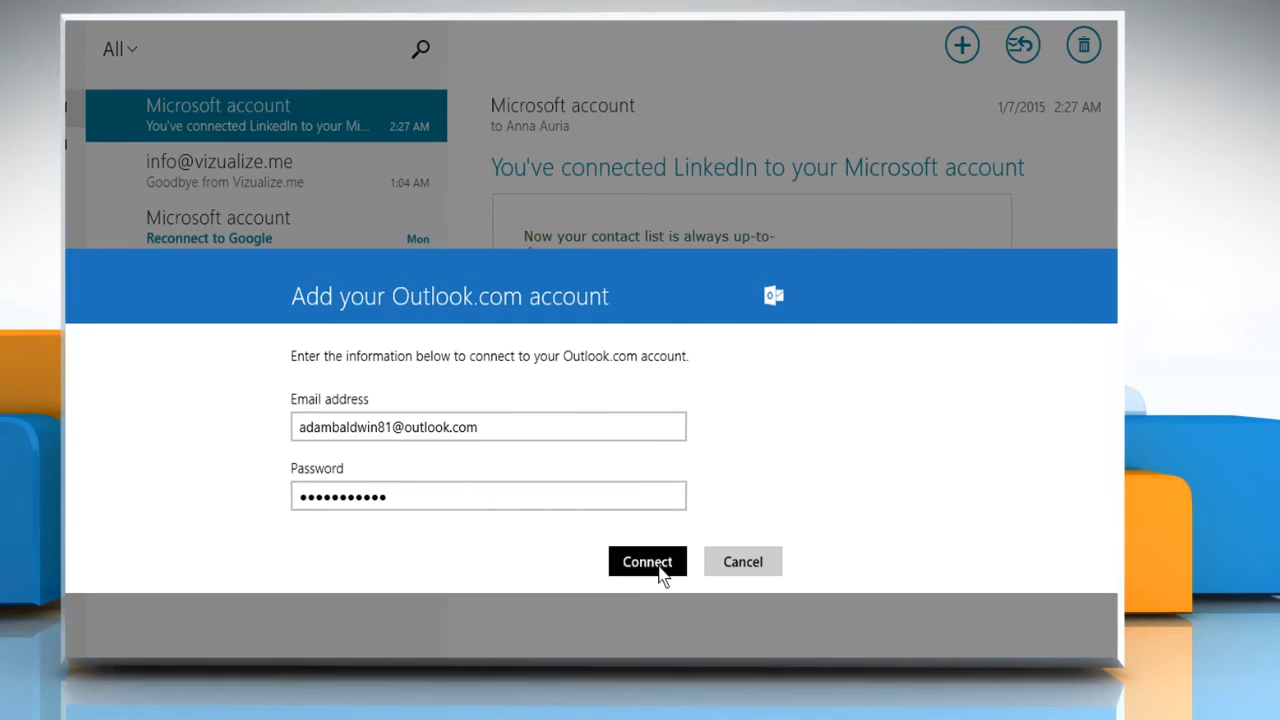 All
Microsoft account
You've connected LinkedIn to your Mi... 2:27 AM
info@vizualize.me
Goodbye from Vizualize.me 1:04 AM
Microsoft account
Reconnect to Google Mon
Microsoft account 1/7/2015 2:27 AM
to Anna Auria
You've connected LinkedIn to your Microsoft account
Now your contact list is always up-to-
Add your Outlook.com account
Enter the information below to connect to your Outlook.com account.
Email address
adambaldwin81@outlook.com
Password
•••••••••••
Connect Cancel